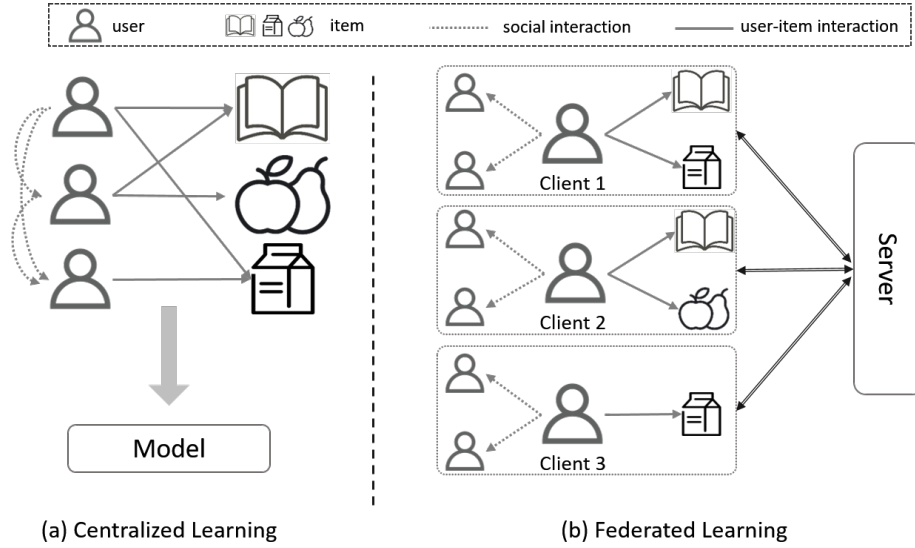 user
item
social interaction
user-item interaction
Model
(a) Centralized Learning
Client 1
Client 2
Client 3
Server
(b) Federated Learning